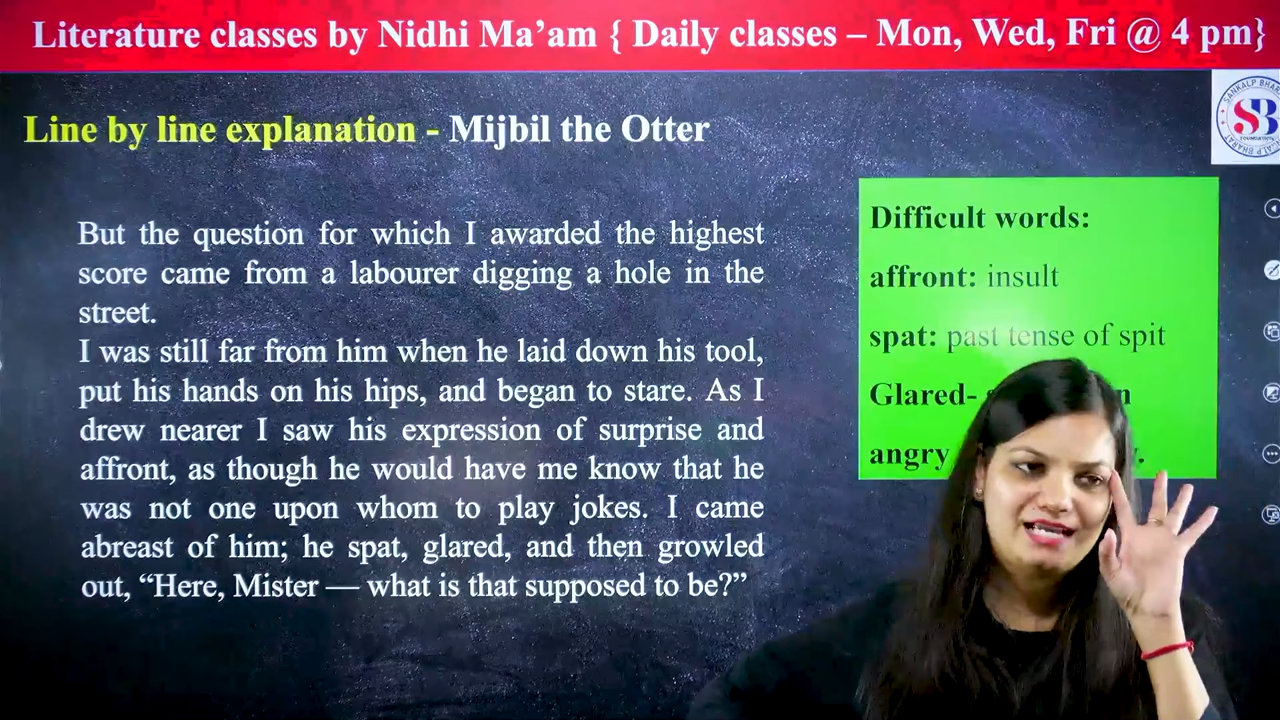 Literature classes by Nidhi Ma’am { Daily classes – Mon, Wed, Fri @ 4 pm}
SANKALP BHAR
SB
FOUNDATION
Line by line explanation - Mijbil the Otter
But the question for which I awarded the highest
score came from a labourer digging a hole in the
street.
I was still far from him when he laid down his tool,
put his hands on his hips, and began to stare. As I
drew nearer I saw his expression of surprise and
affront, as though he would have me know that he
was not one upon whom to play jokes. I came
abreast of him; he spat, glared, and then growled
out, “Here, Mister — what is that supposed to be?”
Difficult words:
affront: insult
spat: past tense of spit
Glared-
angry